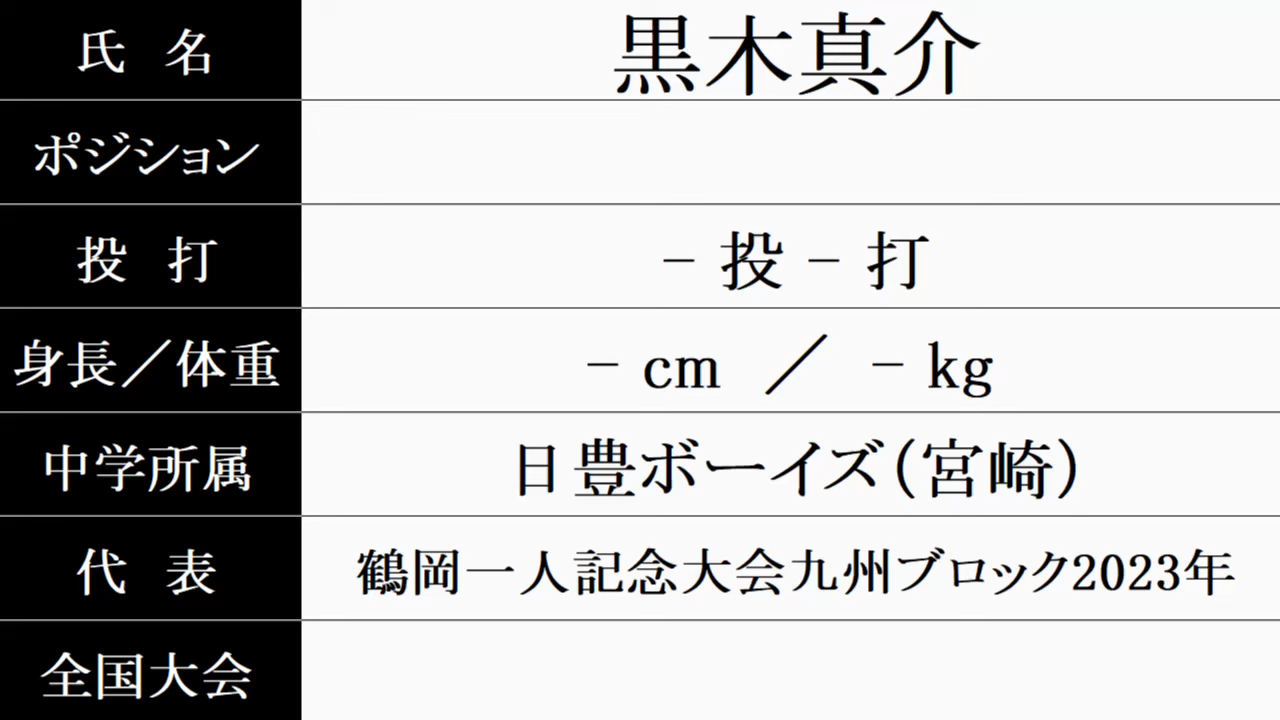 氏 名 黒木真介
ポジション
投 打 － 投 － 打
身長／体重 － cm ／ － kg
中学所属 日豊ボーイズ（宮崎）
代 表 鶴岡一人記念大会九州ブロック2023年
全国大会